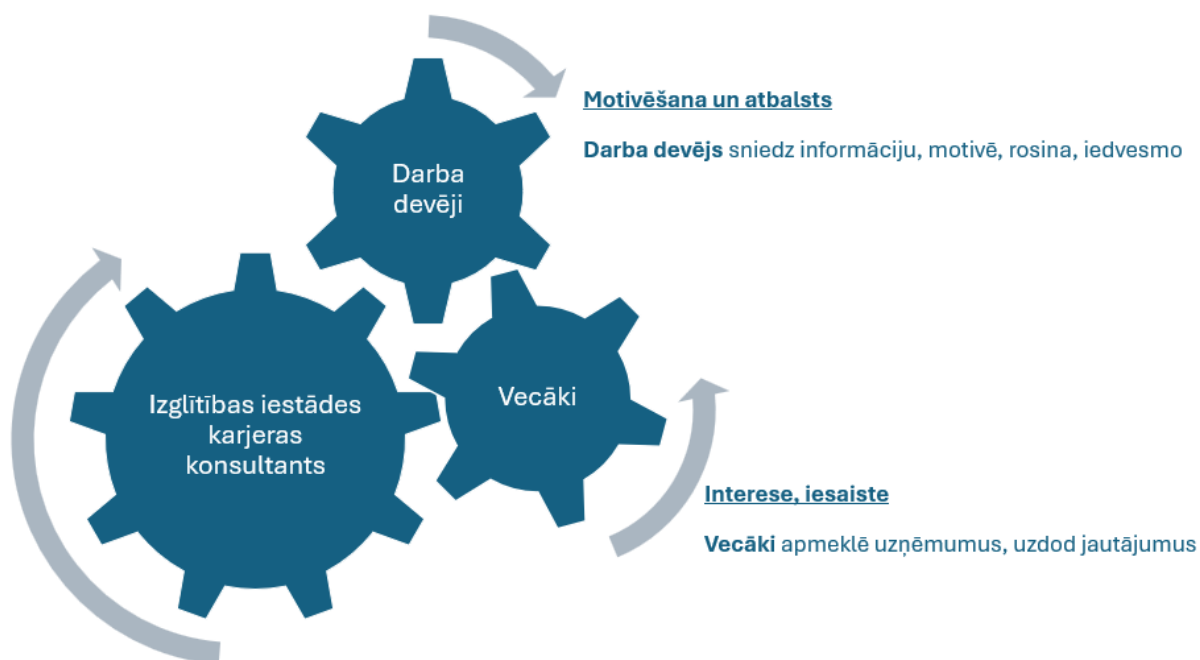 Motivēšana un atbalsts
Darba devējs sniedz informāciju, motivē, rosina, iedvesmo
Darba
devēji
Izglītības iestādes
karjeras
konsultants
Vecāki
Interese, iesaiste
Vecāki apmeklē uzņēmumus, uzdod jautājumus